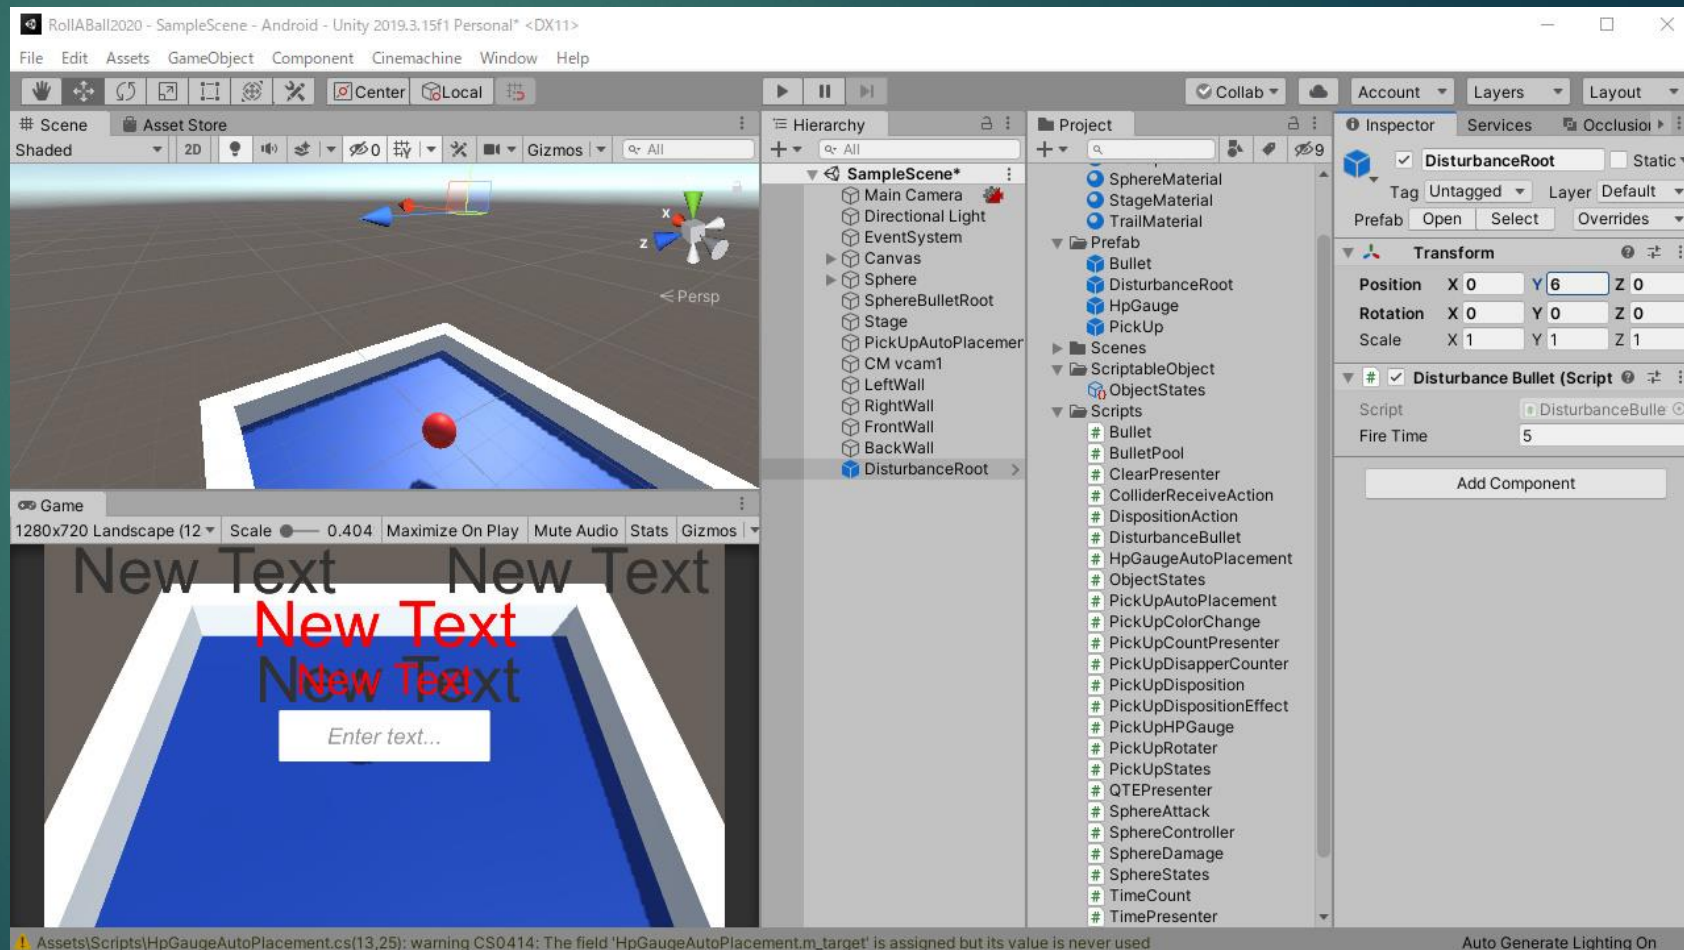 RollABall2020 - SampleScene - Android - Unity 2019.3.15f1 Personal* <DX11>
File Edit Assets GameObject Component Cinemachine Window Help
Center Local Collab Account Layers Layout
Scene Asset Store
Shaded 2D 0 Gizmos All
x
z
Persp
Game
1280x720 Landscape (12 Scale 0.404 Maximize On Play Mute Audio Stats Gizmos
New Text New Text
New Text
New Text
New Text
Enter text...
Hierarchy
All
SampleScene*
Main Camera
Directional Light
EventSystem
Canvas
Sphere
SphereBulletRoot
Stage
PickUpAutoPlacemer
CM vcam1
LeftWall
RightWall
FrontWall
BackWall
DisturbanceRoot
Project
9
SphereMaterial
StageMaterial
TrailMaterial
Prefab
Bullet
DisturbanceRoot
HpGauge
PickUp
Scenes
ScriptableObject
ObjectStates
Scripts
Bullet
BulletPool
ClearPresenter
ColliderReceiveAction
DispositionAction
DisturbanceBullet
HpGaugeAutoPlacement
ObjectStates
PickUpAutoPlacement
PickUpColorChange
PickUpCountPresenter
PickUpDisapperCounter
PickUpDisposition
PickUpDispositionEffect
PickUpHPGauge
PickUpRotater
PickUpStates
QTEPresenter
SphereAttack
SphereController
SphereDamage
SphereStates
TimeCount
TimePresenter
Inspector Services Occlusion
DisturbanceRoot Static
Tag Untagged Layer Default
Prefab Open Select Overrides
Transform
Position X 0 Y 6 Z 0
Rotation X 0 Y 0 Z 0
Scale X 1 Y 1 Z 1
# Disturbance Bullet (Script
Script DisturbanceBulle
Fire Time 5
Add Component
Assets\Scripts\HpGaugeAutoPlacement.cs(13,25): warning CS0414: The field 'HpGaugeAutoPlacement.m_target' is assigned but its value is never used
Auto Generate Lighting On